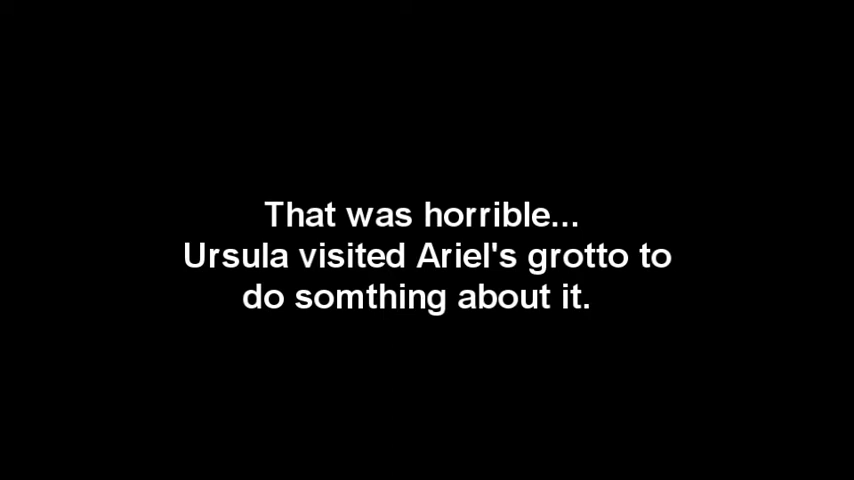 That was horrible...
Ursula visited Ariel's grotto to
do somthing about it.